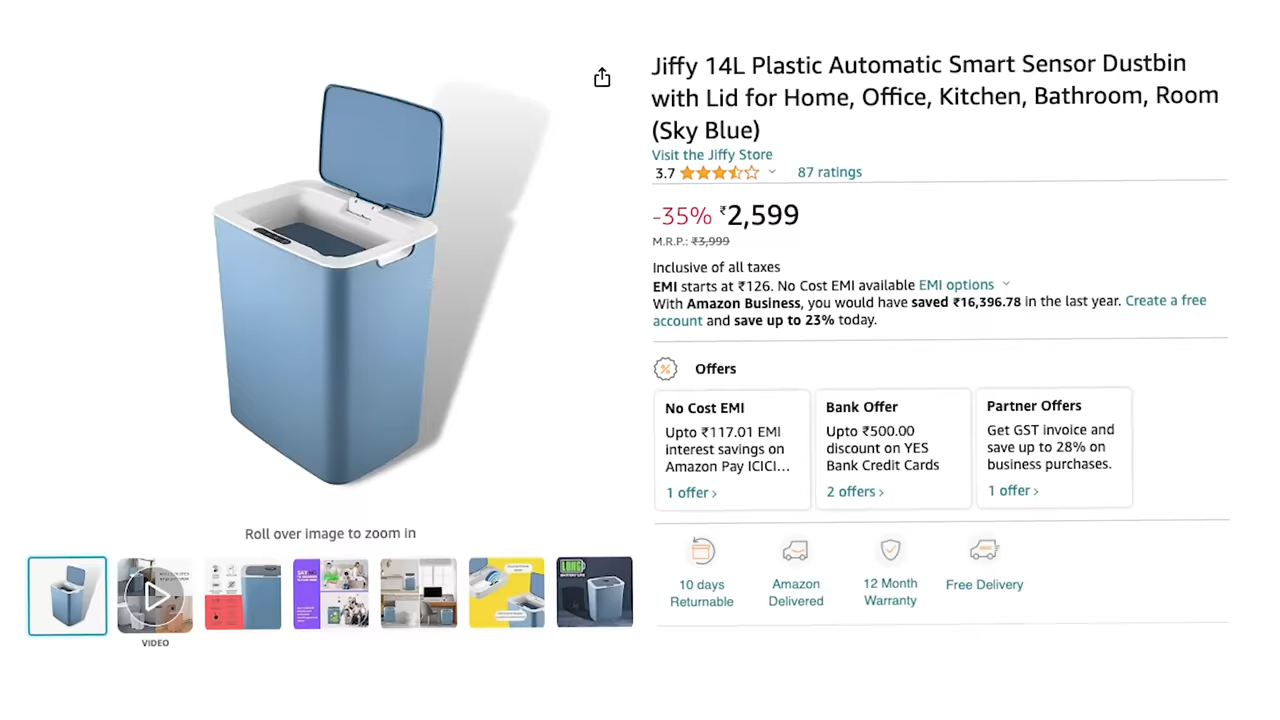 Jiffy 14L Plastic Automatic Smart Sensor Dustbin
with Lid for Home, Office, Kitchen, Bathroom, Room
(Sky Blue)
Visit the Jiffy Store
3.7 87 ratings
-35% ₹2,599
M.R.P.: ₹3,999
Inclusive of all taxes
EMI starts at ₹126. No Cost EMI available EMI options
With Amazon Business, you would have saved ₹16,396.78 in the last year. Create a free
account and save up to 23% today.
% Offers
No Cost EMI
Upto ₹117.01 EMI
interest savings on
Amazon Pay ICICI...
1 offer >
Bank Offer
Upto ₹500.00
discount on YES
Bank Credit Cards
2 offers >
Partner Offers
Get GST invoice and
save up to 28% on
business purchases.
1 offer >
10 days
Returnable
Amazon
Delivered
12 Month
Warranty
Free Delivery
Roll over image to zoom in
SAY NO
LONG
VIDEO